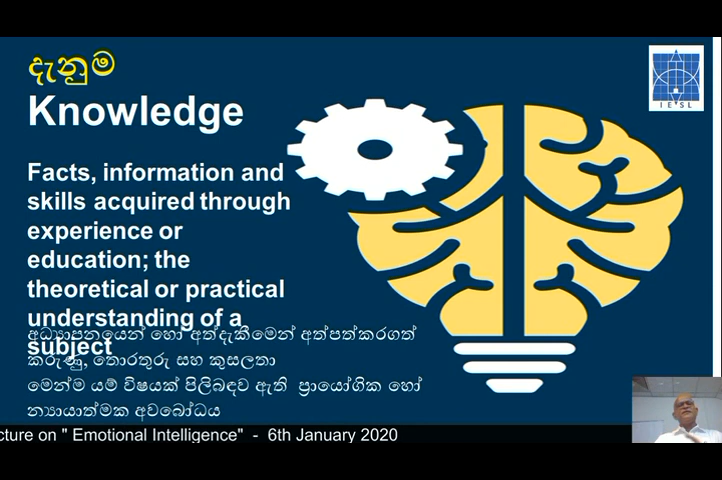 දැනුම
Knowledge
I E S L
Facts, information and
skills acquired through
experience or
education; the
theoretical or practical
understanding of a
subject
අධ්‍යාපනයෙන් හෝ අත්දැකීමෙන් අත්පත්කරගත්
කරුණු, තොරතුරු සහ කුසලතා
මෙන්ම යම් විෂයක් පිලිබඳව ඇති ප්‍රායෝගික හෝ
න්‍යායාත්මක අවබෝධය
cture on " Emotional Intelligence" - 6th January 2020